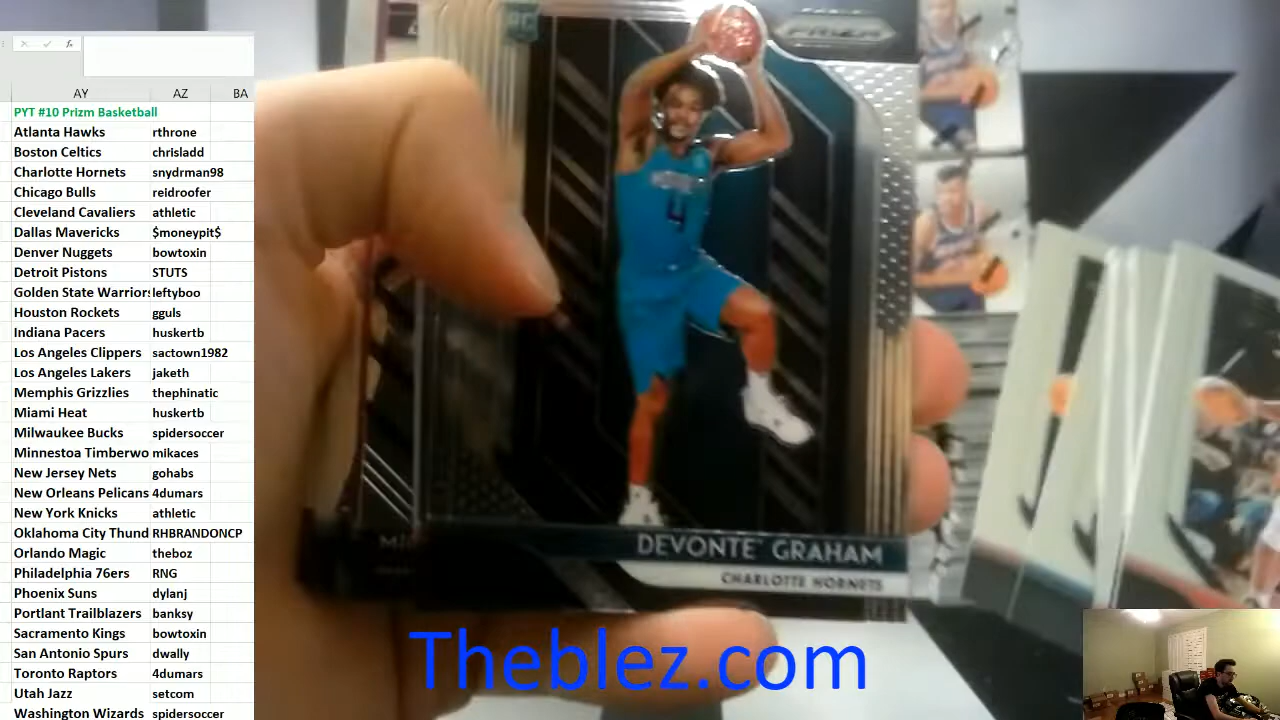 fx
AY AZ BA
PYT #10 Prizm Basketball
Atlanta Hawks rthrone
Boston Celtics chrisladd
Charlotte Hornets snydrman98
Chicago Bulls reidroofer
Cleveland Cavaliers athletic
Dallas Mavericks $moneypit$
Denver Nuggets bowtoxin
Detroit Pistons STUTS
Golden State Warriors leftyboo
Houston Rockets gguls
Indiana Pacers huskertb
Los Angeles Clippers sactown1982
Los Angeles Lakers jaketh
Memphis Grizzlies thephinatic
Miami Heat huskertb
Milwaukee Bucks spidersoccer
Minnestoa Timberwo mikaces
New Jersey Nets gohabs
New Orleans Pelicans 4dumars
New York Knicks athletic
Oklahoma City Thund RHBRANDONCP
Orlando Magic theboz
Philadelphia 76ers RNG
Phoenix Suns dylanj
Portlant Trailblazers banksy
Sacramento Kings bowtoxin
San Antonio Spurs dwally
Toronto Raptors 4dumars
Utah Jazz setcom
Washington Wizards spidersoccer
RC
PRIZM
4
DEVONTE' GRAHAM
CHARLOTTE HORNETS
Theblez.com